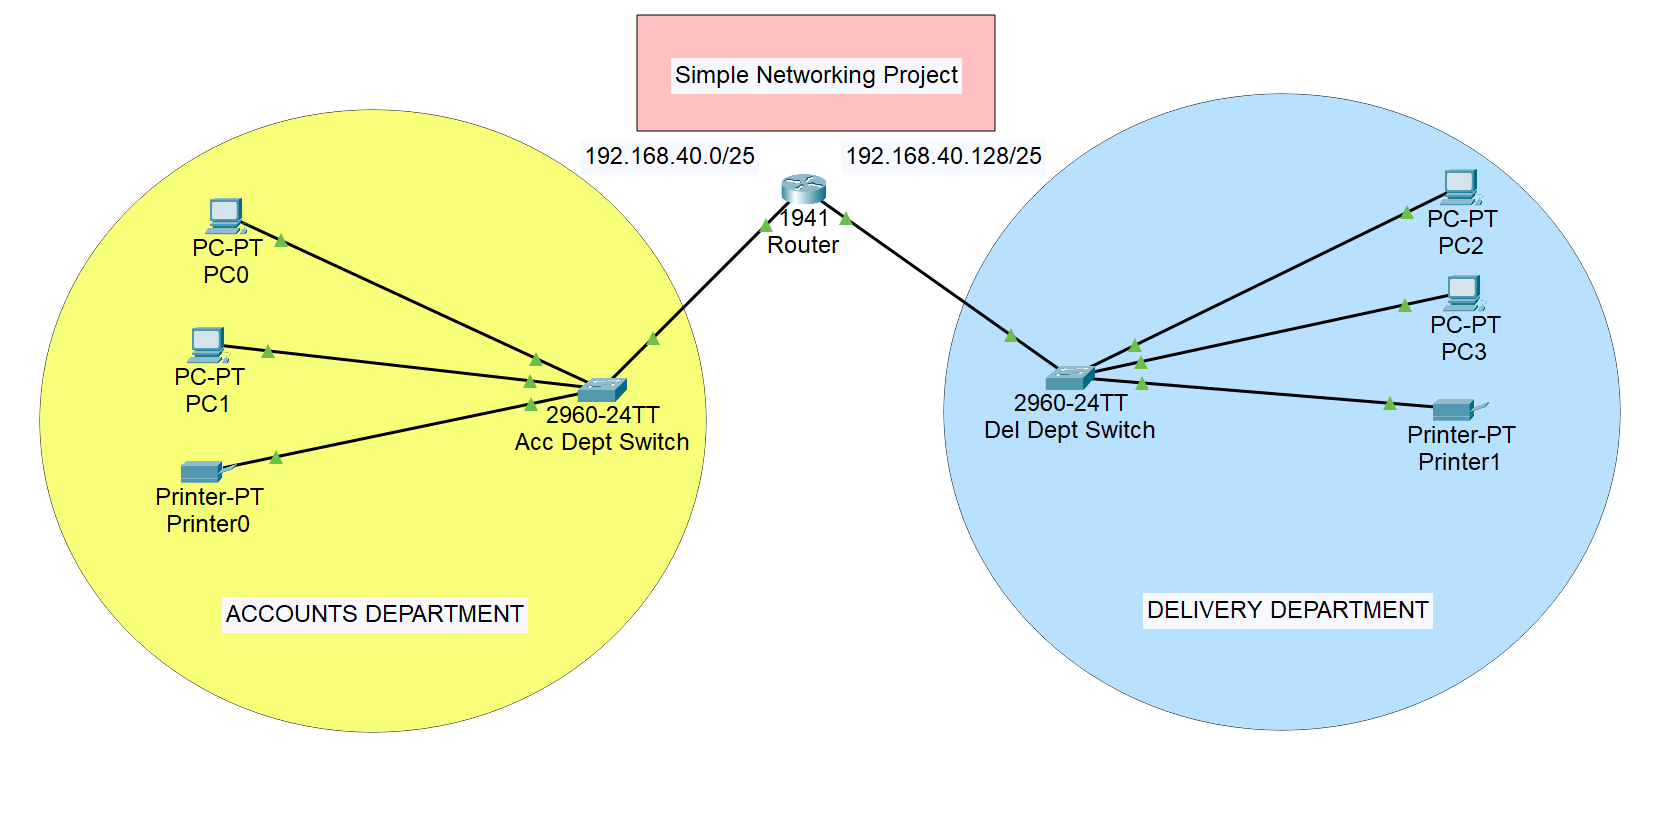 Simple Networking Project
192.168.40.0/25
192.168.40.128/25
1941
Router
PC-PT
PC0
PC-PT
PC1
Printer-PT
Printer0
2960-24TT
Acc Dept Switch
ACCOUNTS DEPARTMENT
2960-24TT
Del Dept Switch
PC-PT
PC2
PC-PT
PC3
Printer-PT
Printer1
DELIVERY DEPARTMENT